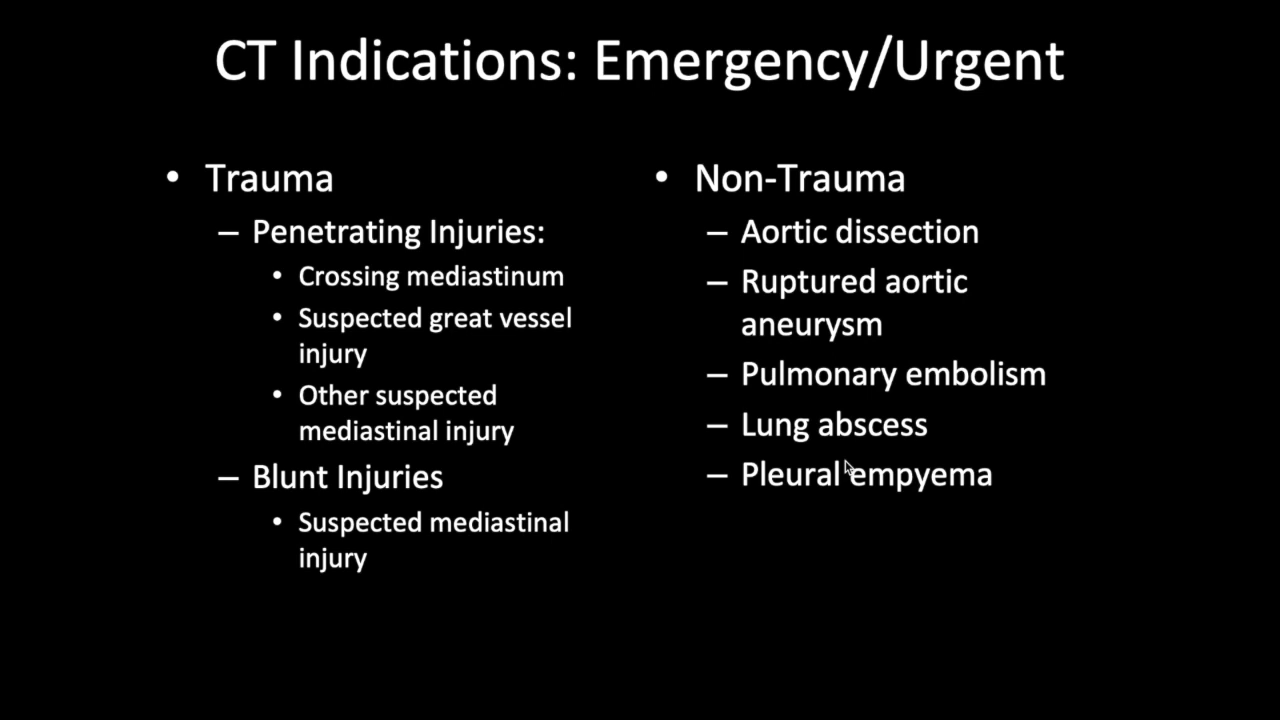 CT Indications: Emergency/Urgent
• Trauma
– Penetrating Injuries:
• Crossing mediastinum
• Suspected great vessel
injury
• Other suspected
mediastinal injury
– Blunt Injuries
• Suspected mediastinal
injury
• Non-Trauma
– Aortic dissection
– Ruptured aortic
aneurysm
– Pulmonary embolism
– Lung abscess
– Pleural empyema